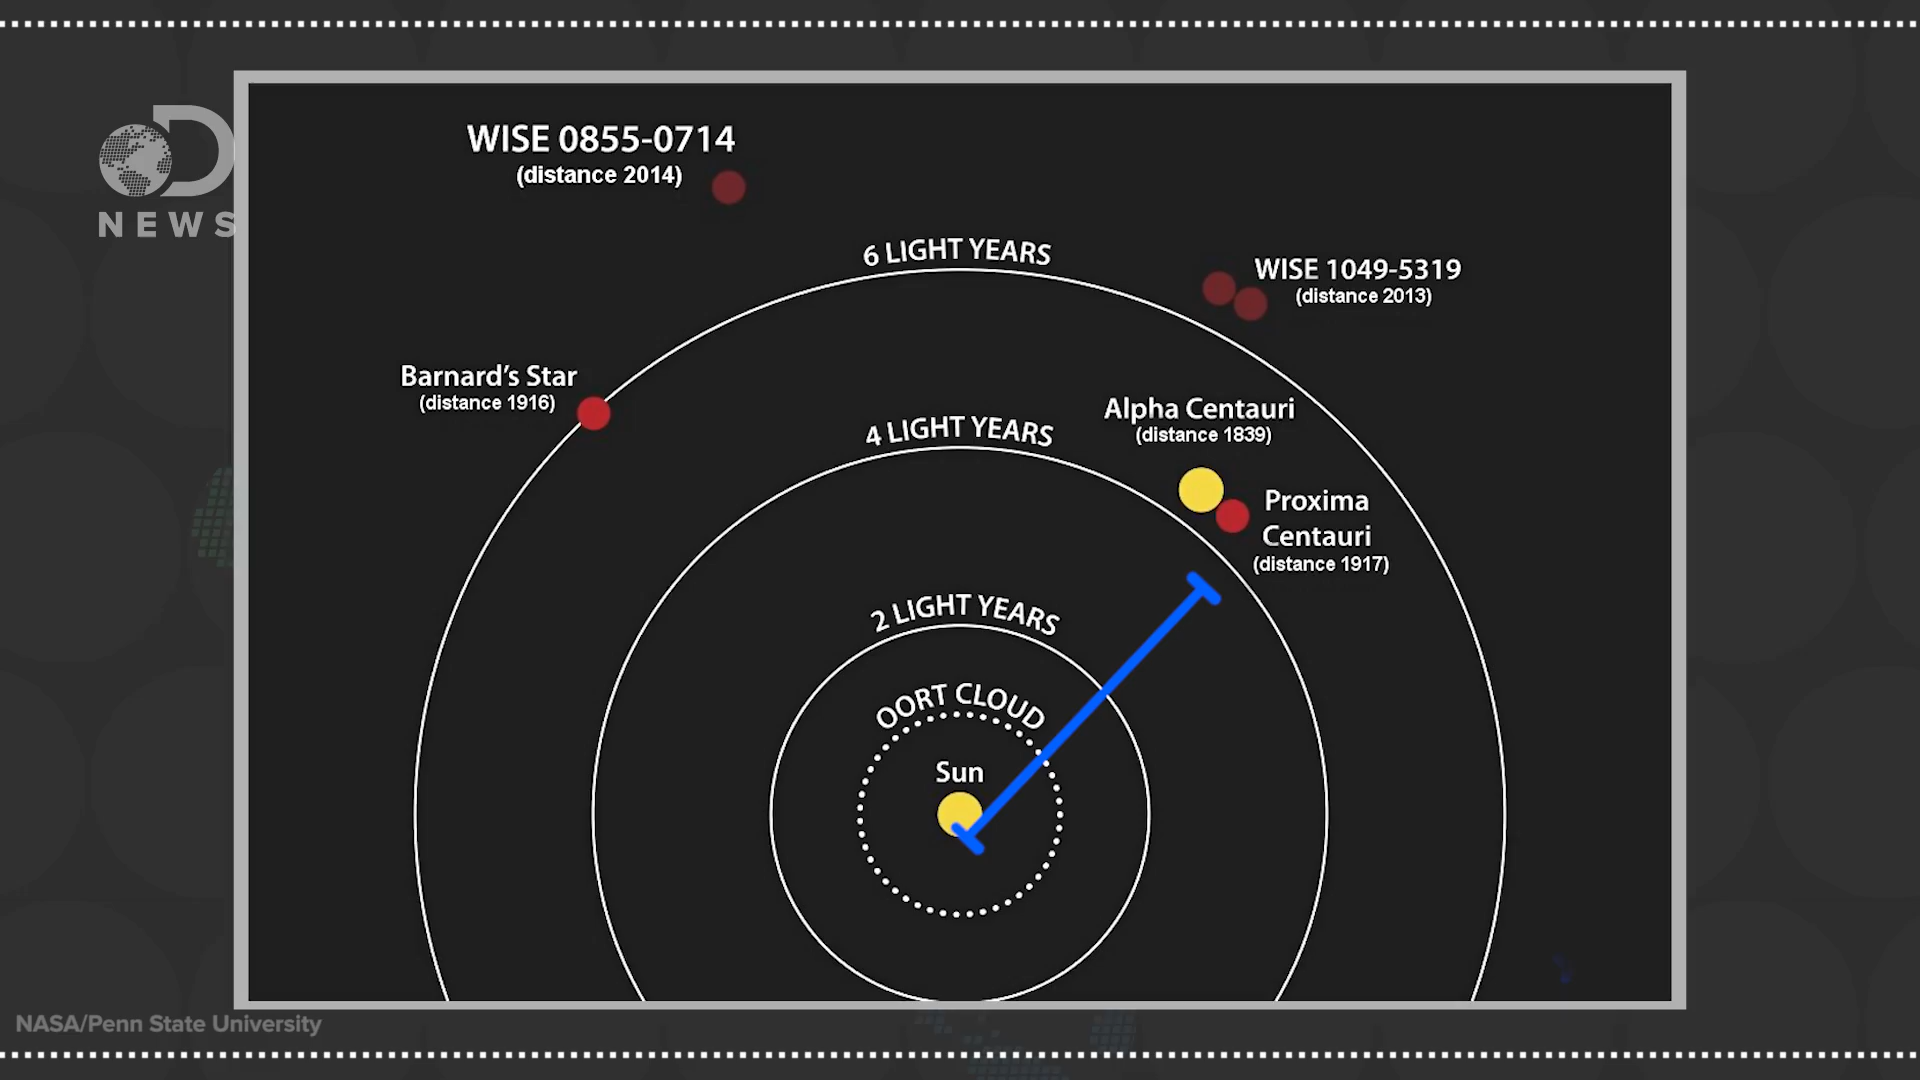 D
NEWS
WISE 0855-0714
(distance 2014)
6 LIGHT YEARS
WISE 1049-5319
(distance 2013)
Barnard's Star
(distance 1916)
Alpha Centauri
(distance 1839)
4 LIGHT YEARS
Proxima
Centauri
(distance 1917)
2 LIGHT YEARS
OORT CLOUD
Sun
NASA/Penn State University